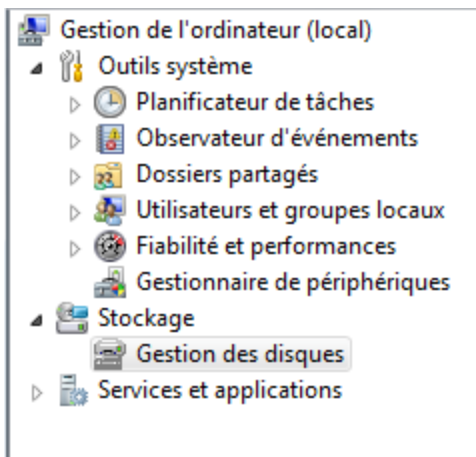 Gestion de l'ordinateur (local)
Outils système
Planificateur de tâches
Observateur d'événements
Dossiers partagés
Utilisateurs et groupes locaux
Fiabilité et performances
Gestionnaire de périphériques
Stockage
Gestion des disques
Services et applications